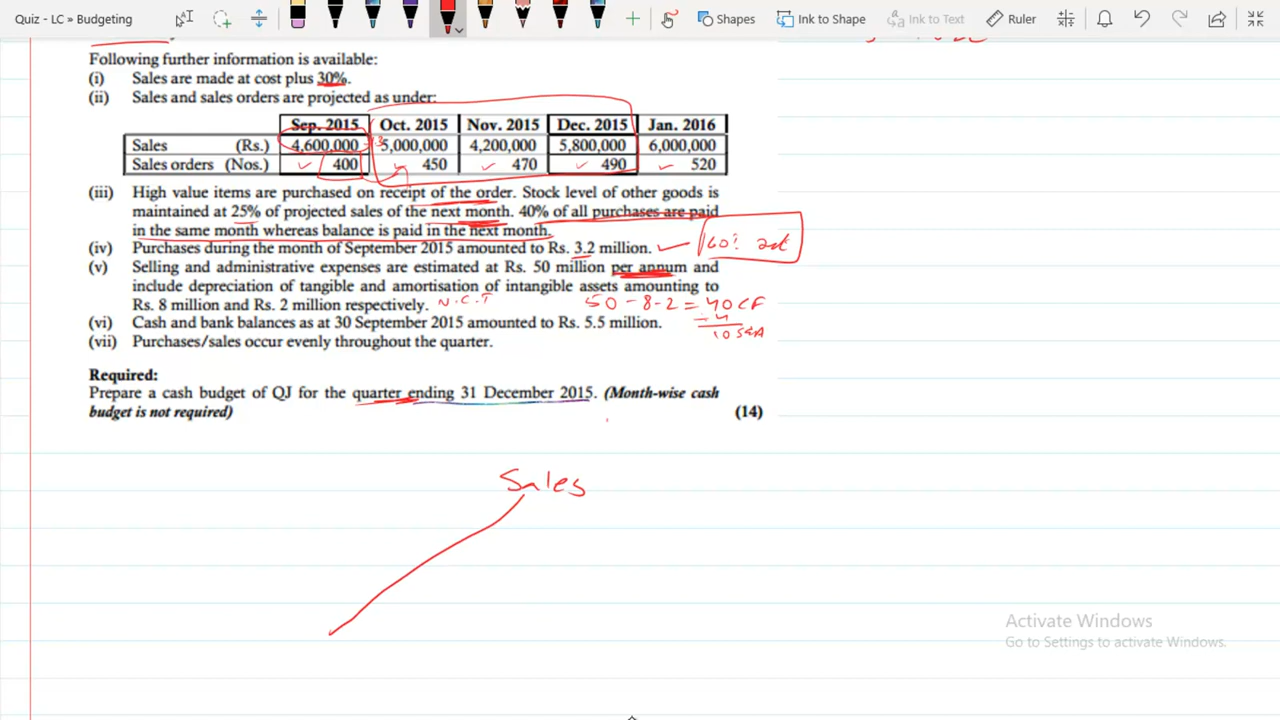 Quiz - LC » Budgeting
Shapes
Ink to Shape
Ink to Text
Ruler
Following further information is available:
(i) Sales are made at cost plus 30%.
(ii) Sales and sales orders are projected as under:
Sep. 2015 Oct. 2015 Nov. 2015 Dec. 2015 Jan. 2016
Sales (Rs.) 4,600,000 5,000,000 4,200,000 5,800,000 6,000,000
Sales orders (Nos.) 400 450 470 490 520
(iii) High value items are purchased on receipt of the order. Stock level of other goods is
maintained at 25% of projected sales of the next month. 40% of all purchases are paid
in the same month whereas balance is paid in the next month.
(iv) Purchases during the month of September 2015 amounted to Rs. 3.2 million.
60%
(v) Selling and administrative expenses are estimated at Rs. 50 million per annum and
include depreciation of tangible and amortisation of intangible assets amounting to
Rs. 8 million and Rs. 2 million respectively. N.C.I 50-8-2=40 CF
(vi) Cash and bank balances as at 30 September 2015 amounted to Rs. 5.5 million. 4
10
(vii) Purchases/sales occur evenly throughout the quarter.
Required:
Prepare a cash budget of QJ for the quarter ending 31 December 2015. (Month-wise cash
budget is not required) (14)
Sales
Activate Windows
Go to Settings to activate Windows.